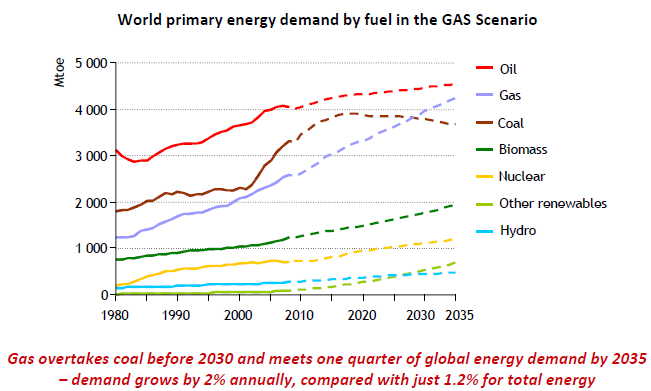 World primary energy demand by fuel in the GAS Scenario
Mtoe
5 000
4 000
3 000
2 000
1 000
0
1980
1990
2000
2010
2020
2030
2035
Oil
Gas
Coal
Biomass
Nuclear
Other renewables
Hydro
Gas overtakes coal before 2030 and meets one quarter of global energy demand by 2035
– demand grows by 2% annually, compared with just 1.2% for total energy